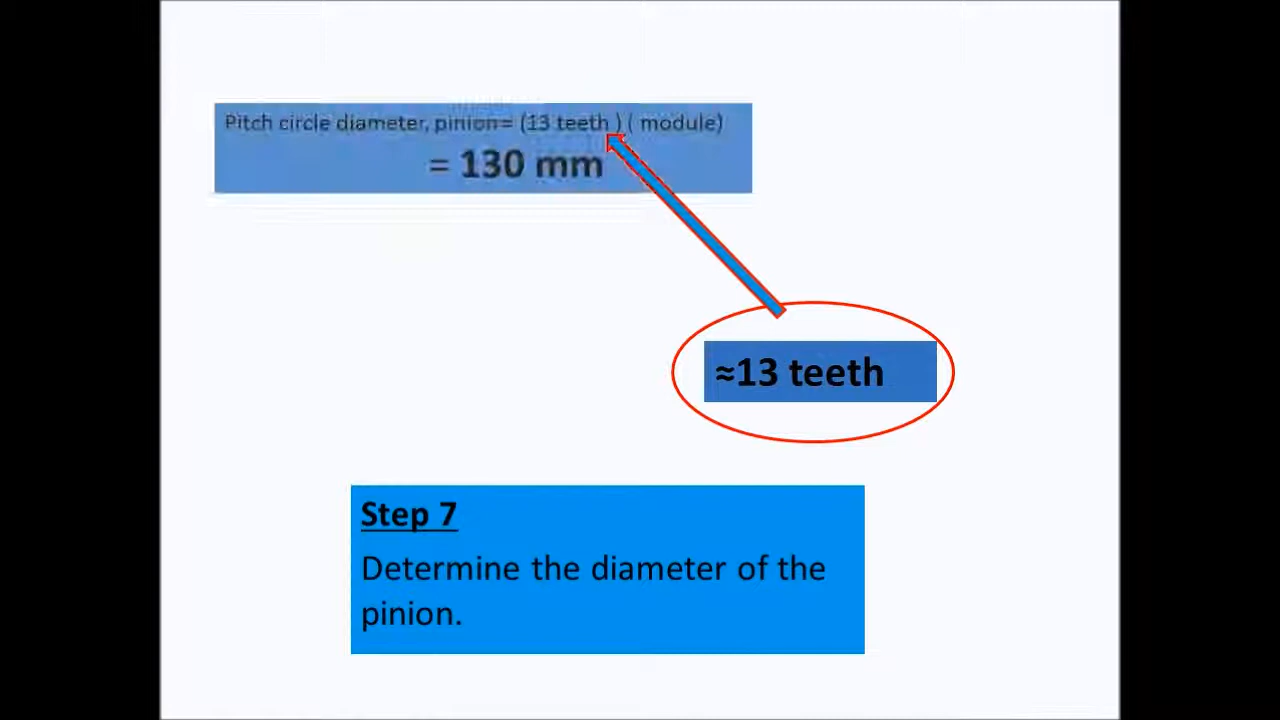 Pitch circle diameter, pinion = (13 teeth ) ( module)
= 130 mm
≈13 teeth
Step 7
Determine the diameter of the
pinion.